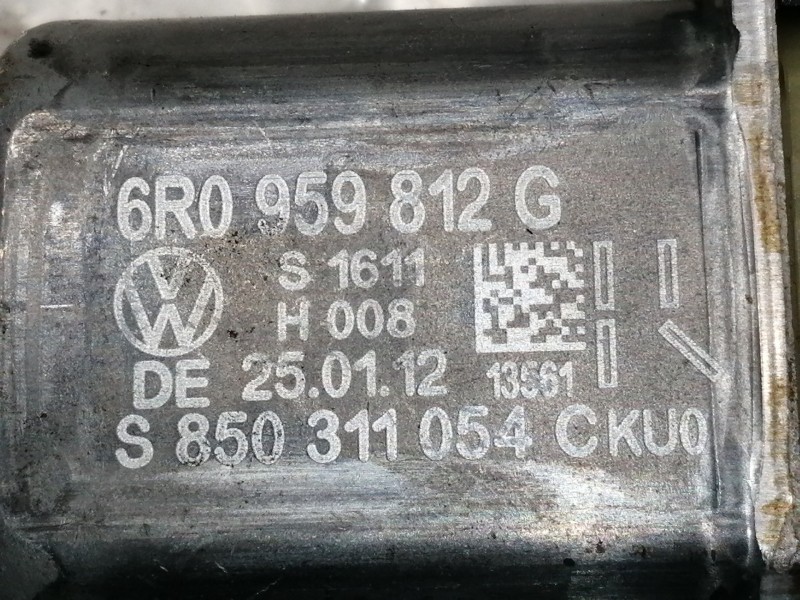 6R0 959 812 G
S 1611
H 008
DE 25.01.12 13561
S 850 311 054 CKU0